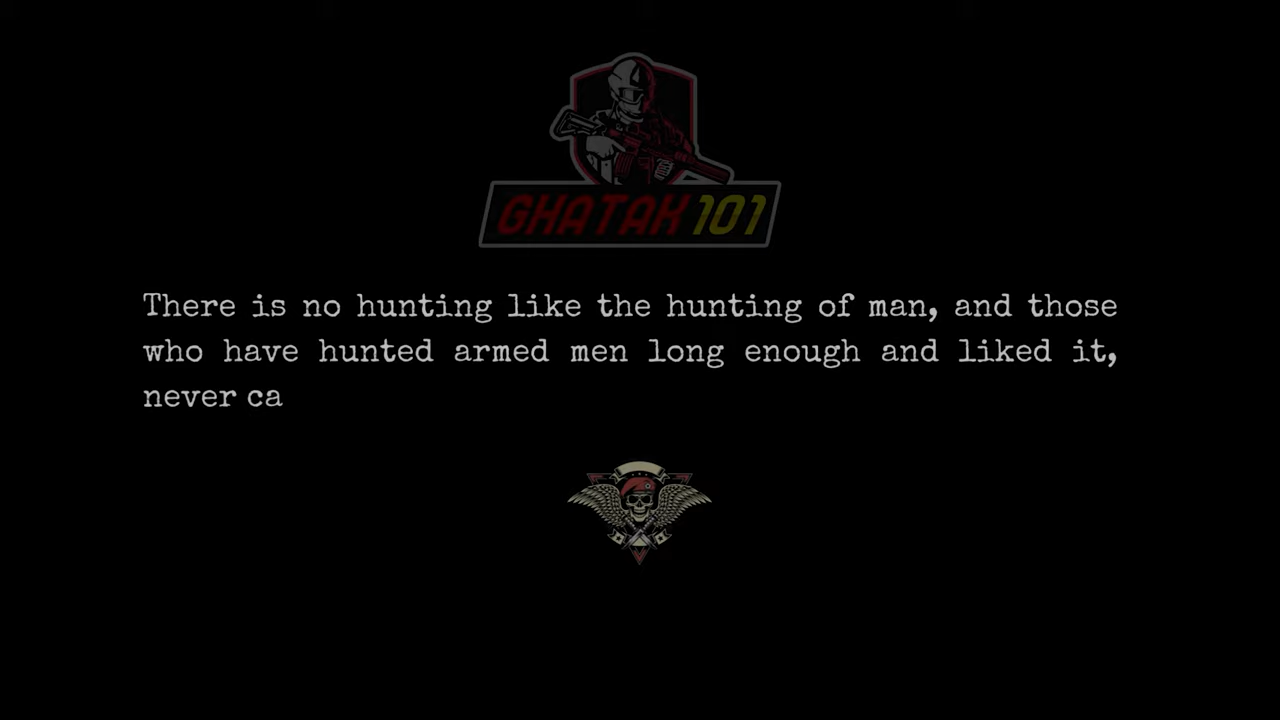 GHATAK 101
There is no hunting like the hunting of man, and those
who have hunted armed men long enough and liked it,
never ca